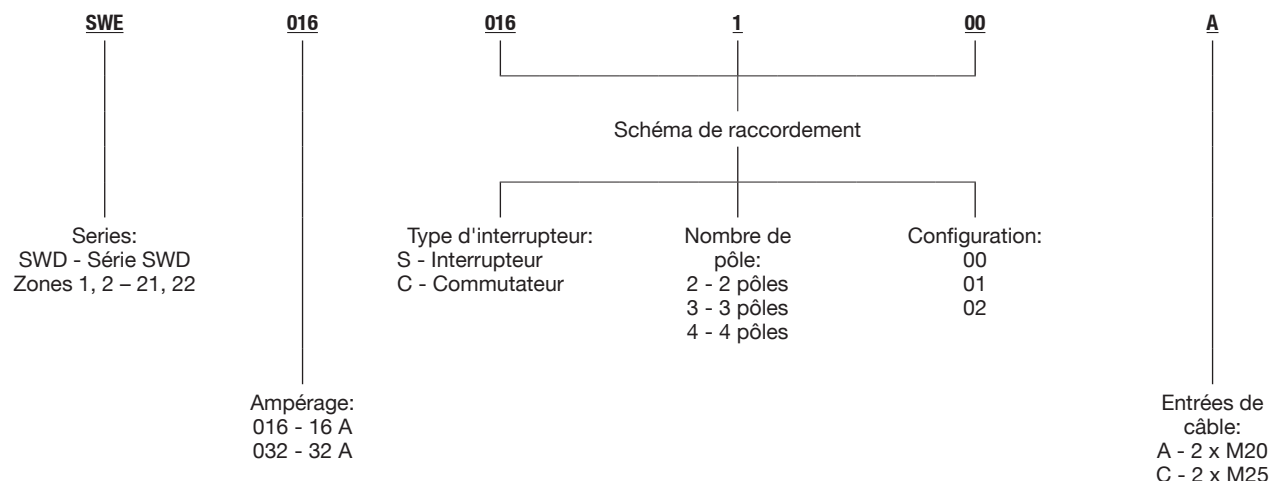 SWE 016 016 1 00 A
Schéma de raccordement
Series:
SWD - Série SWD
Zones 1, 2 – 21, 22
Type d'interrupteur:
S - Interrupteur
C - Commutateur
Nombre de
pôle:
2 - 2 pôles
3 - 3 pôles
4 - 4 pôles
Configuration:
00
01
02
Ampérage:
016 - 16 A
032 - 32 A
Entrées de
câble:
A - 2 x M20
C - 2 x M25